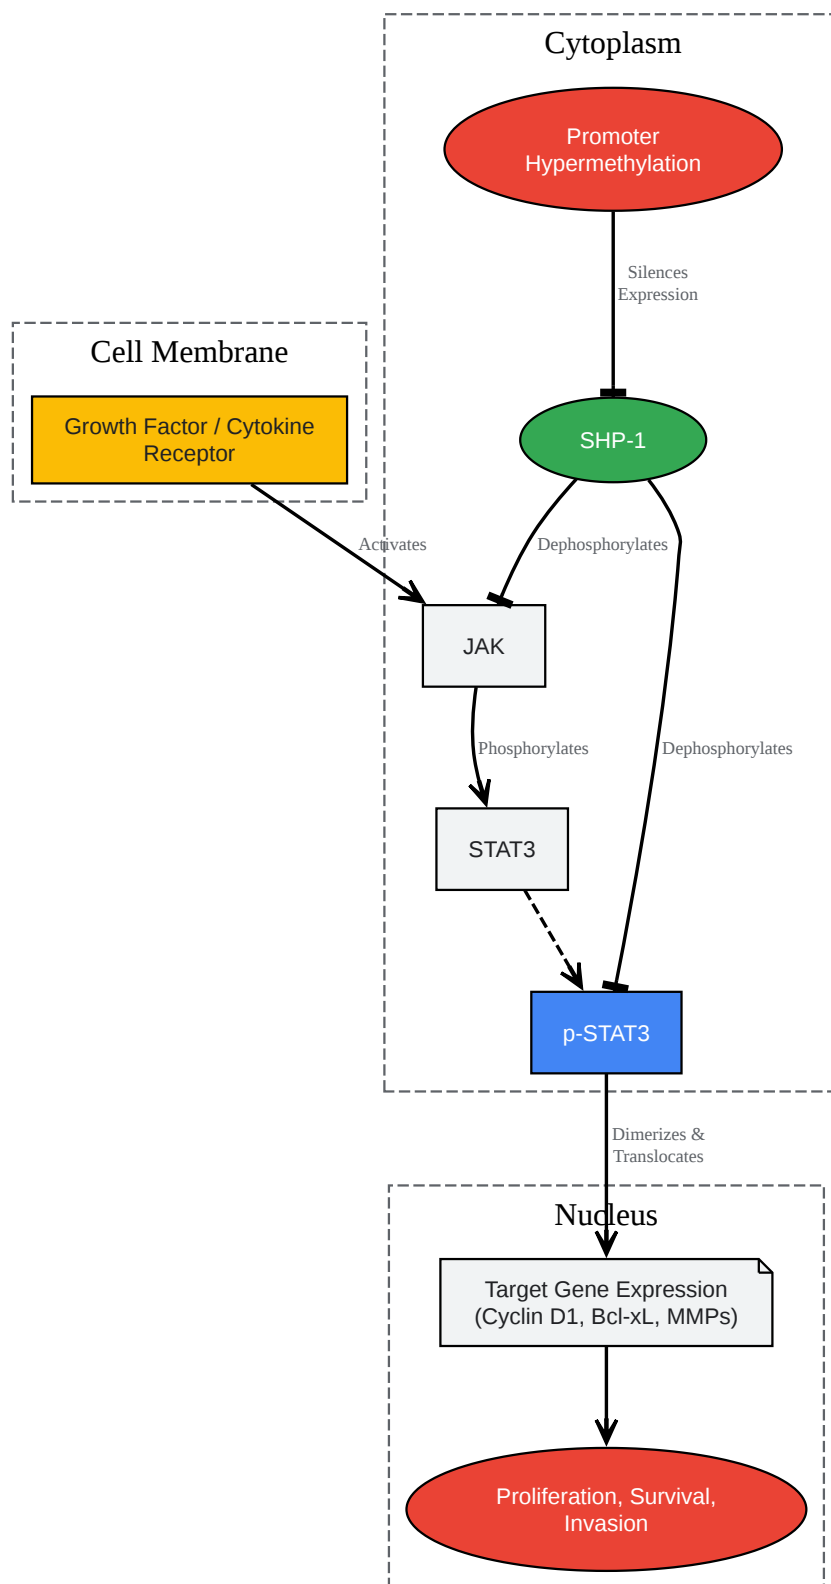 Cytoplasm
Promoter
Hypermethylation
Silences
Expression
Cell Membrane
Growth Factor / Cytokine
Receptor
SHP-1
Activates
Dephosphorylates
JAK
Phosphorylates
Dephosphorylates
STAT3
p-STAT3
Dimerizes &
Translocates
Nucleus
Target Gene Expression
(Cyclin D1, Bcl-xL, MMPs)
Proliferation, Survival,
Invasion